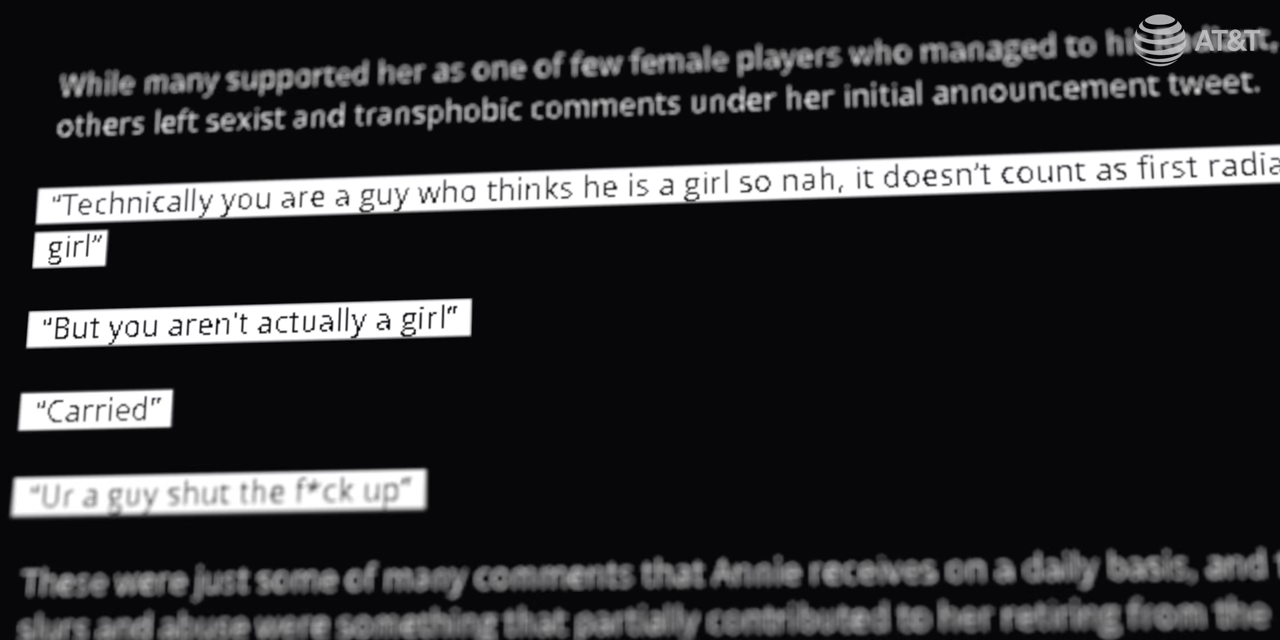 AT&T
While many supported her as one of few female players who managed to
others left sexist and transphobic comments under her initial announcement tweet.
“Technically you are a guy who thinks he is a girl so nah, it doesn’t count as first
girl”
“But you aren't actually a girl”
“Carried”
“Ur a guy shut the f*ck up”
These were just some of many comments that Annie receives on a daily basis, and
slurs and abuse were something that partially contributed to her retiring from the